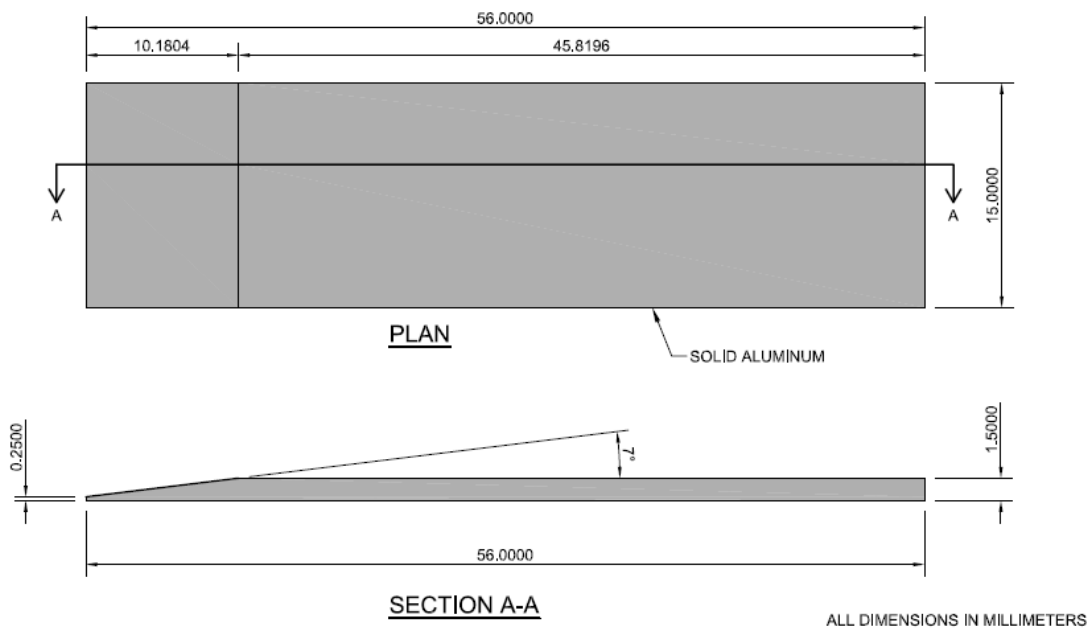 56.0000
10.1804
45.8196
A
A
15.0000
PLAN
SOLID ALUMINUM
0.2500
7°
1.5000
56.0000
SECTION A-A
ALL DIMENSIONS IN MILLIMETERS